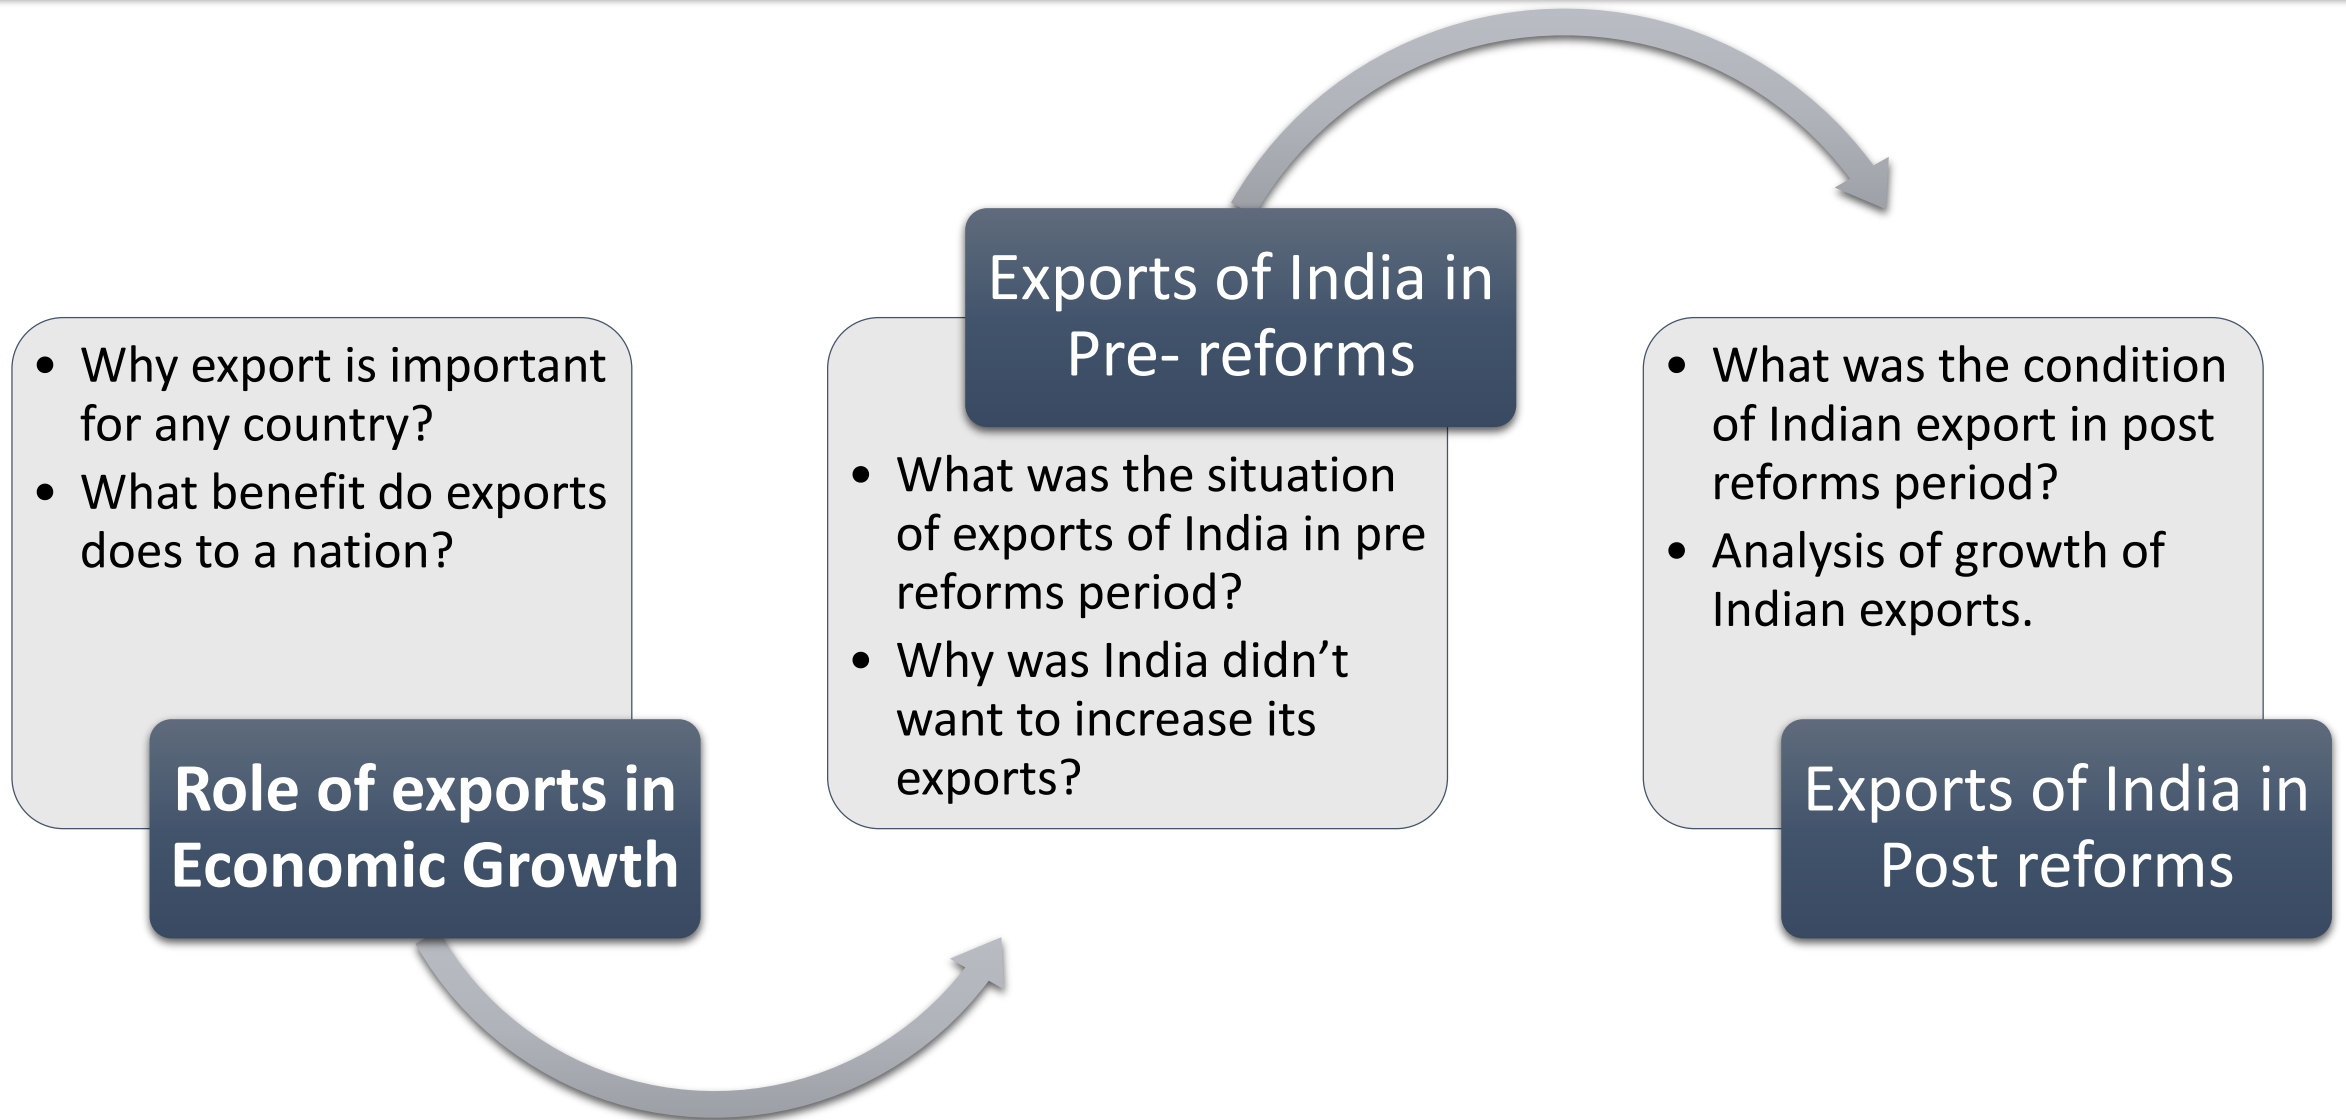 • Why export is important
for any country?
• What benefit do exports
does to a nation?
Role of exports in
Economic Growth
Exports of India in
Pre- reforms
• What was the situation
of exports of India in pre
reforms period?
• Why was India didn’t
want to increase its
exports?
• What was the condition
of Indian export in post
reforms period?
• Analysis of growth of
Indian exports.
Exports of India in
Post reforms